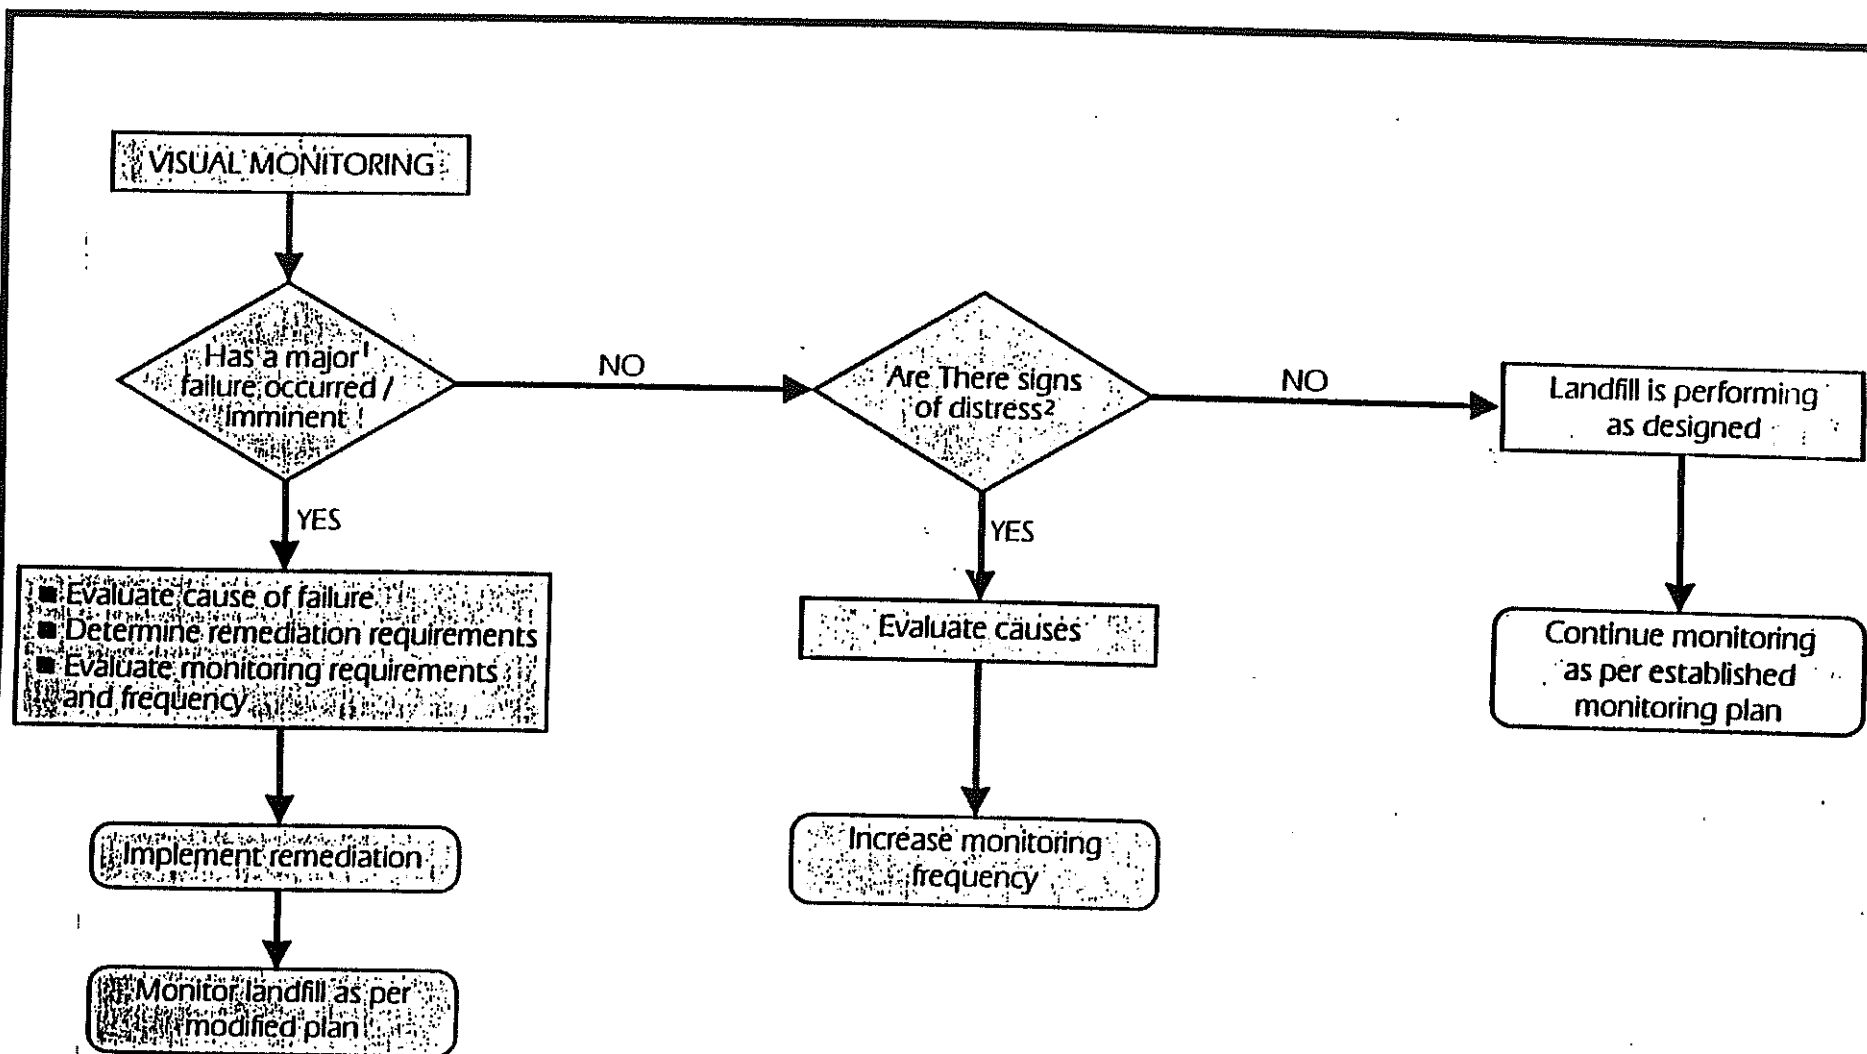 VISUAL MONITORING
Has a major¹
failure occurred /
Imminent
NO
Are There signs
of distress²
NO
Landfill is performing
as designed
YES
YES
■ Evaluate cause of failure
■ Determine remediation requirements
■ Evaluate monitoring requirements
and frequency
Evaluate causes
Continue monitoring
as per established
monitoring plan
Implement remediation
Increase monitoring
frequency
Monitor landfill as per
modified plan